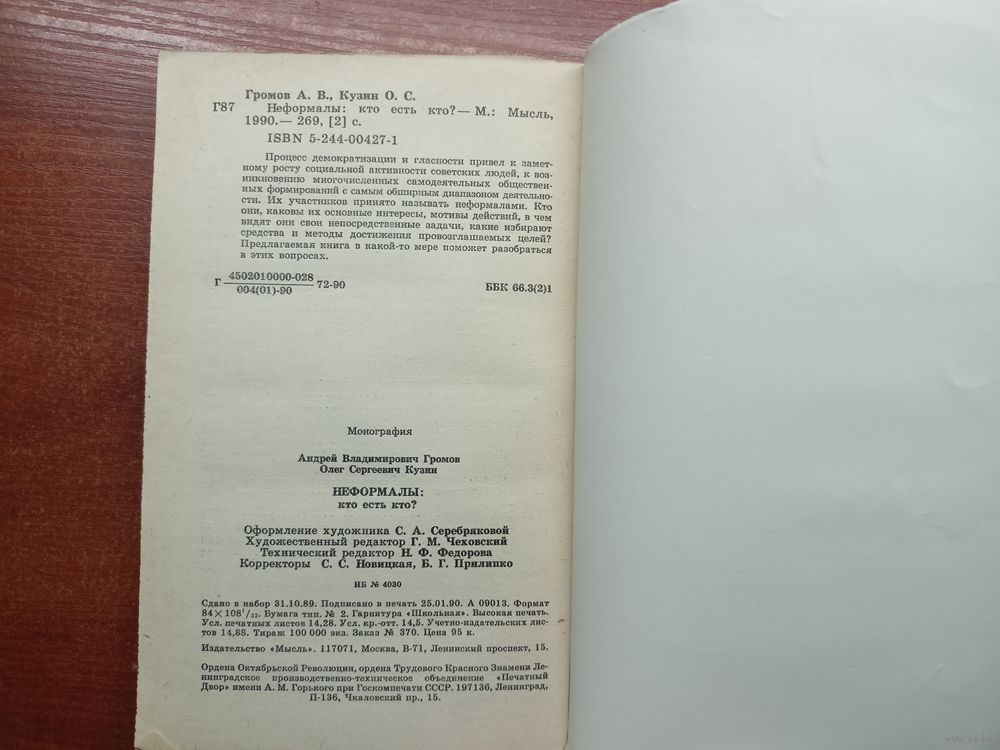 Громов А. В., Кузин О. С.
Г87 Неформалы: кто есть кто? — М.: Мысль,
1990.— 269, [2] с.
ISBN 5-244-00427-1
Процесс демократизации и гласности привел к замет-
ному росту социальной активности советских людей, к воз-
никновению многочисленных самодеятельных обществен-
ных формирований с самым обширным диапазоном деятельно-
сти. Их участников принято называть неформалами. Кто
они, каковы их основные интересы, мотивы действий, в чем
видят они свои непосредственные задачи, какие избирают
средства и методы достижения провозглашаемых целей?
Предлагаемая книга в какой-то мере поможет разобраться
в этих вопросах.
4502010000-028
Г 72-90 ББК 66.3(2)1
004(01)-90
Монография
Андрей Владимирович Громов
Олег Сергеевич Кузин
НЕФОРМАЛЫ:
кто есть кто?
Оформление художника С. А. Серебряковой
Художественный редактор Г. М. Чеховский
Технический редактор Н. Ф. Федорова
Корректоры С. С. Новицкая, Б. Г. Прилипко
ИБ № 4030
Сдано в набор 31.10.89. Подписано в печать 25.01.90. А 09013. Формат
84×108¹/₃₂. Бумага тип. № 2. Гарнитура «Школьная». Высокая печать.
Усл. печатных листов 14,28. Усл. кр.-отт. 14,5. Учетно-издательских лис-
тов 14,88. Тираж 100 000 экз. Заказ № 370. Цена 95 к.
Издательство «Мысль». 117071, Москва, В-71, Ленинский проспект, 15.
Ордена Октябрьской Революции, ордена Трудового Красного Знамени Ле-
нинградское производственно-техническое объединение «Печатный
Двор» имени А. М. Горького при Госкомпечати СССР. 197136, Ленинград,
П-136, Чкаловский пр., 15.
www.ay.by